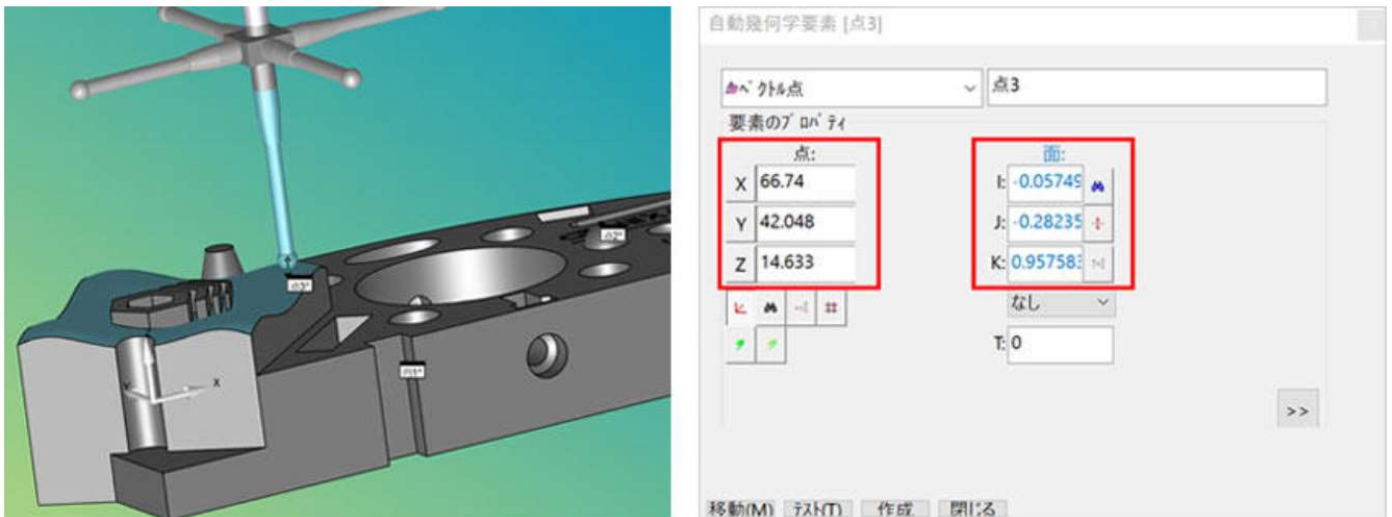 自動幾何学要素 [点3]
ﾍﾞｸﾄﾙ点
点3
要素のﾌﾟﾛﾊﾟﾃｨ
点:
面:
X 66.74
I: -0.05749
Y 42.048
J: -0.28235
Z 14.633
K: 0.957583
なし
T: 0
>>
移動(M) ﾃｽﾄ(T) 作成 閉じる
X
Y